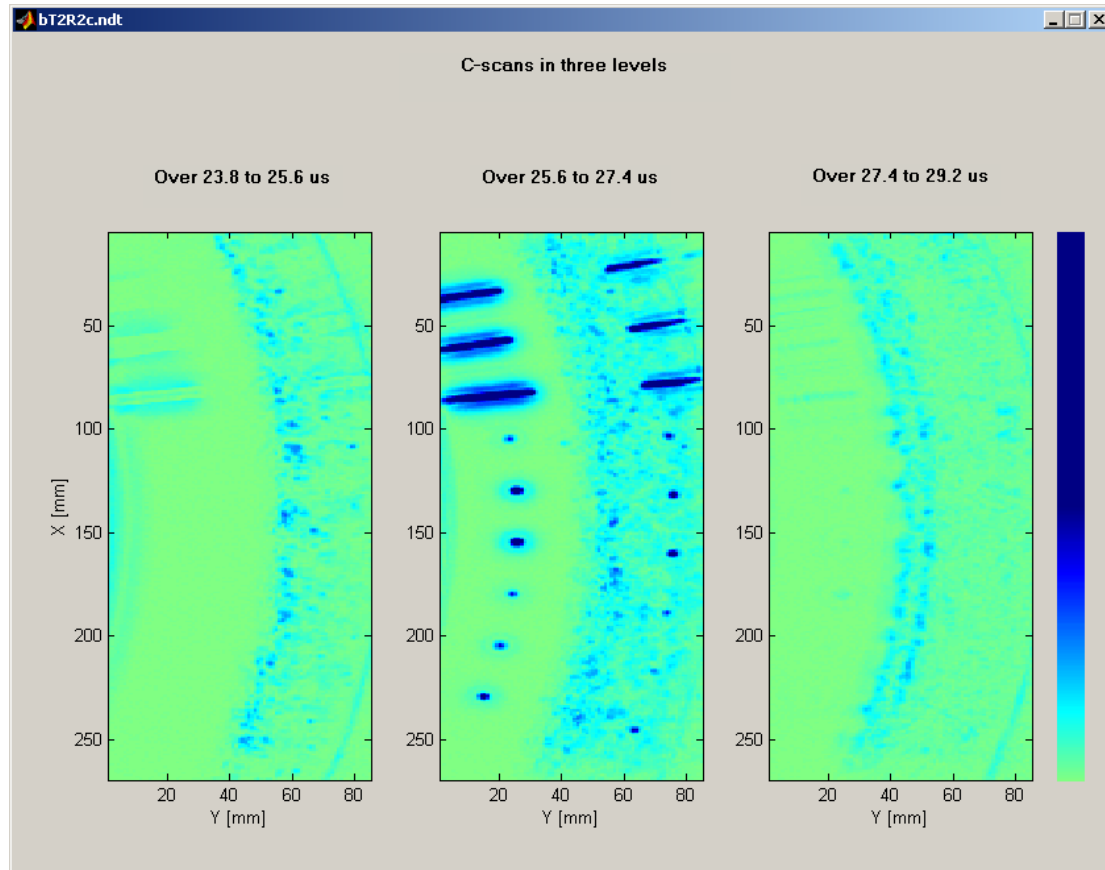 bT2R2c.ndt
C-scans in three levels
Over 23.8 to 25.6 us
Over 25.6 to 27.4 us
Over 27.4 to 29.2 us
X [mm]
50
100
150
200
250
20 40 60 80
Y [mm]
50
100
150
200
250
20 40 60 80
Y [mm]
50
100
150
200
250
20 40 60 80
Y [mm]